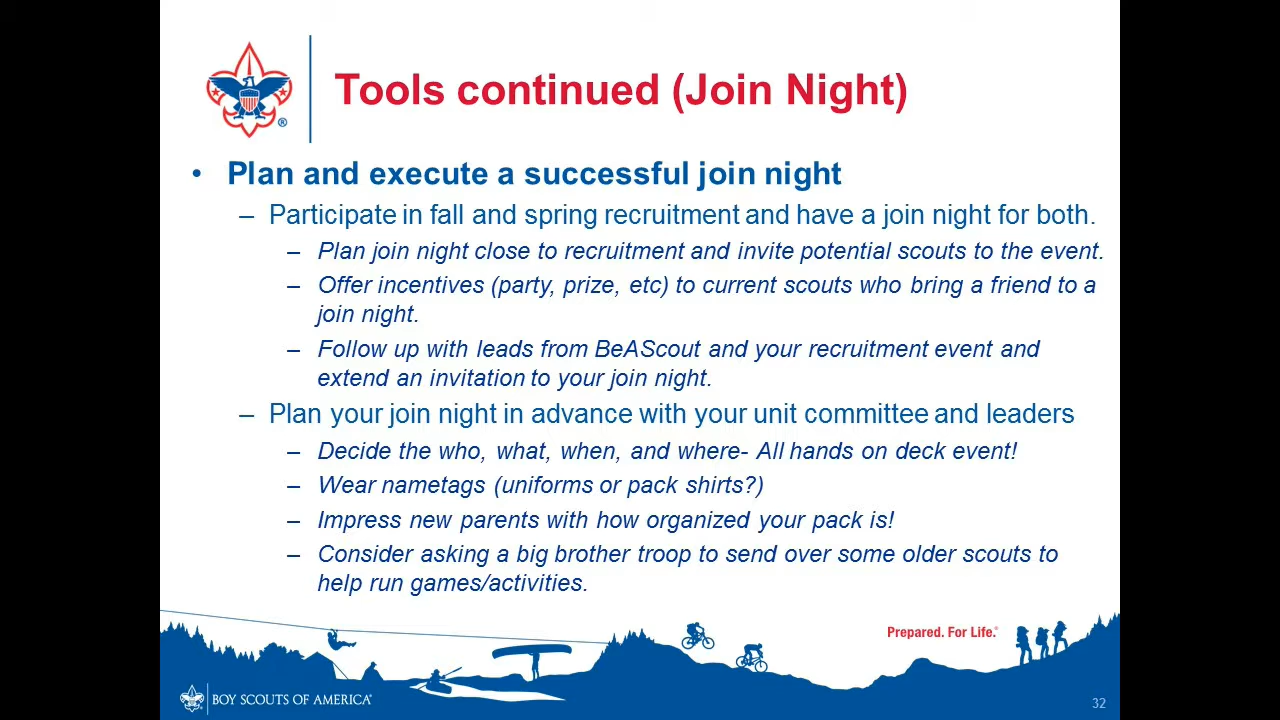 Tools continued (Join Night)
• Plan and execute a successful join night
– Participate in fall and spring recruitment and have a join night for both.
– Plan join night close to recruitment and invite potential scouts to the event.
– Offer incentives (party, prize, etc) to current scouts who bring a friend to a
join night.
– Follow up with leads from BeAScout and your recruitment event and
extend an invitation to your join night.
– Plan your join night in advance with your unit committee and leaders
– Decide the who, what, when, and where- All hands on deck event!
– Wear nametags (uniforms or pack shirts?)
– Impress new parents with how organized your pack is!
– Consider asking a big brother troop to send over some older scouts to
help run games/activities.
Prepared. For Life.®
BOY SCOUTS OF AMERICA®
32